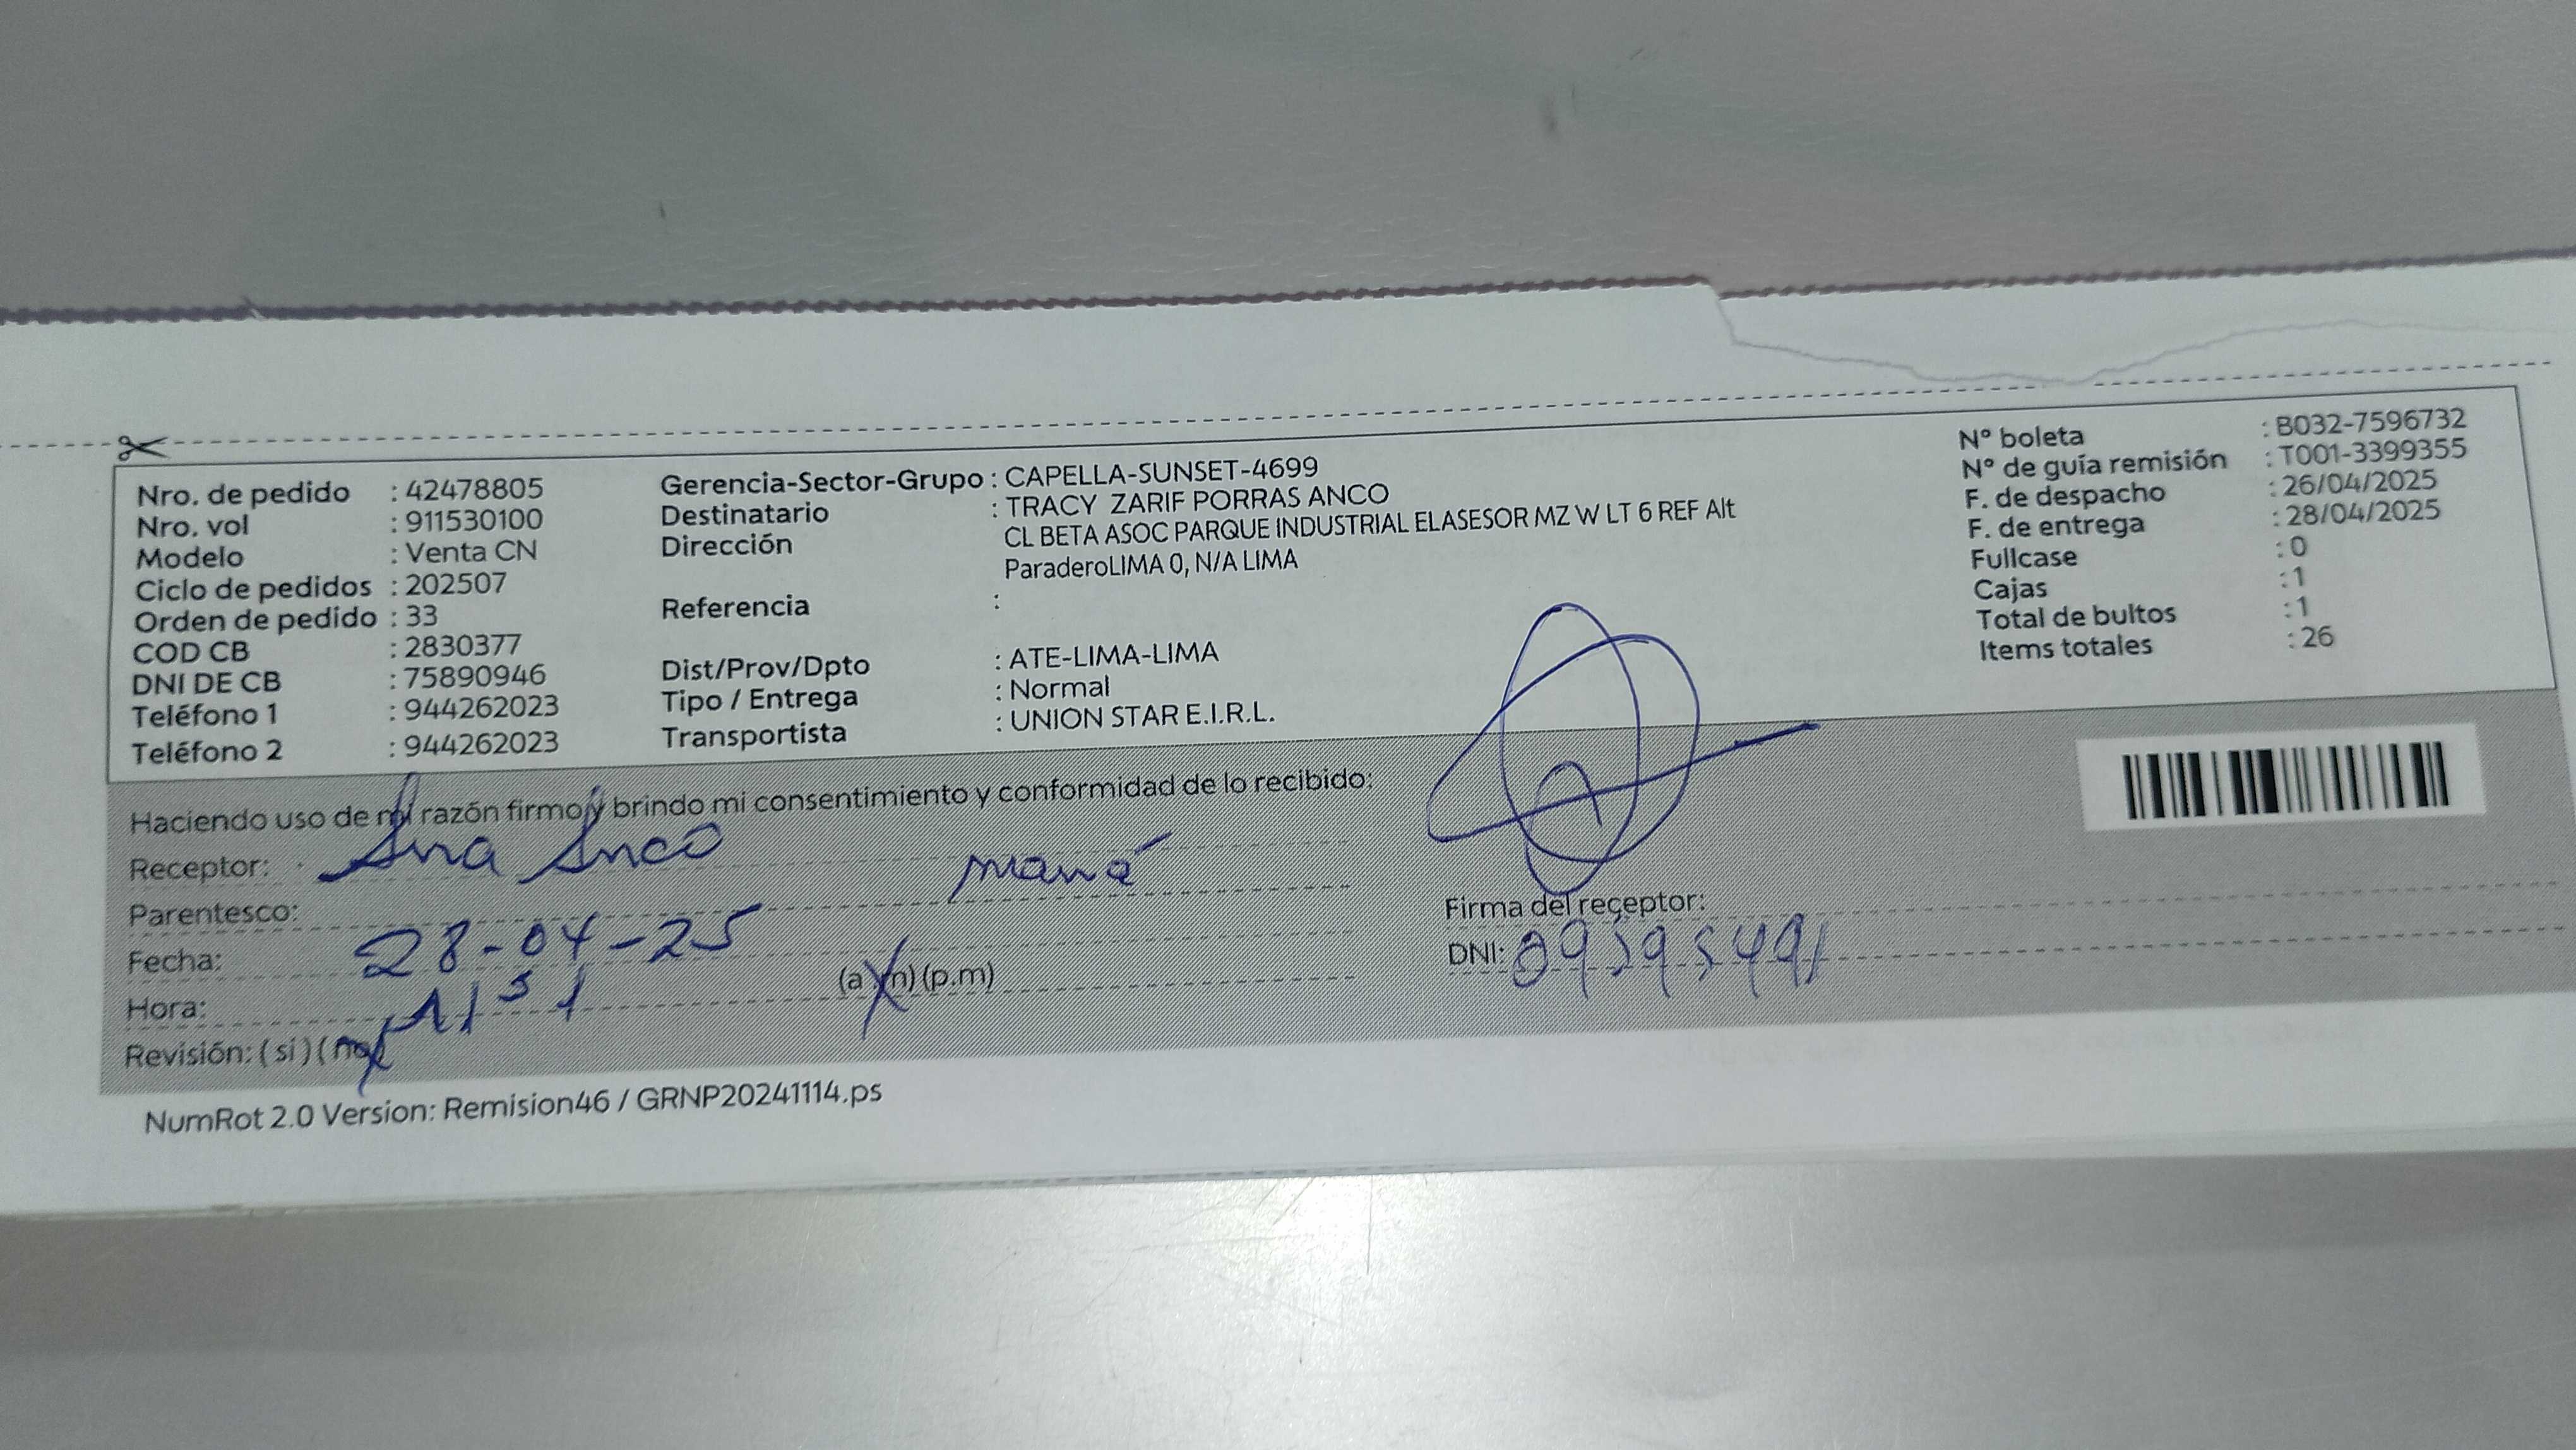 Nro. de pedido : 42478805
Nro. vol : 911530100
Modelo : Venta CN
Ciclo de pedidos : 202507
Orden de pedido : 33
COD CB : 2830377
DNI DE CB : 75890946
Teléfono 1 : 944262023
Teléfono 2 : 944262023
Gerencia-Sector-Grupo : CAPELLA-SUNSET-4699
Destinatario : TRACY ZARIF PORRAS ANCO
Dirección CL BETA ASOC PARQUE INDUSTRIAL ELASESOR MZ W LT 6 REF Alt
ParaderoLIMA 0, N/A LIMA
Referencia :
Dist/Prov/Dpto : ATE-LIMA-LIMA
Tipo / Entrega : Normal
Transportista : UNION STAR E.I.R.L.
N° boleta : B032-7596732
N° de guía remisión : T001-3399355
F. de despacho : 26/04/2025
F. de entrega : 28/04/2025
Fullcase : 0
Cajas : 1
Total de bultos : 1
Items totales : 26
Haciendo uso de mi razón firmo y brindo mi consentimiento y conformidad de lo recibido:
Receptor: Ana Anco
Parentesco: mamá
Fecha: 28-04-25
Hora: (a.m) (p.m)
Revisión: ( si ) ( no )
Firma del receptor:
DNI:
NumRot 2.0 Version: Remision46 / GRNP20241114.ps